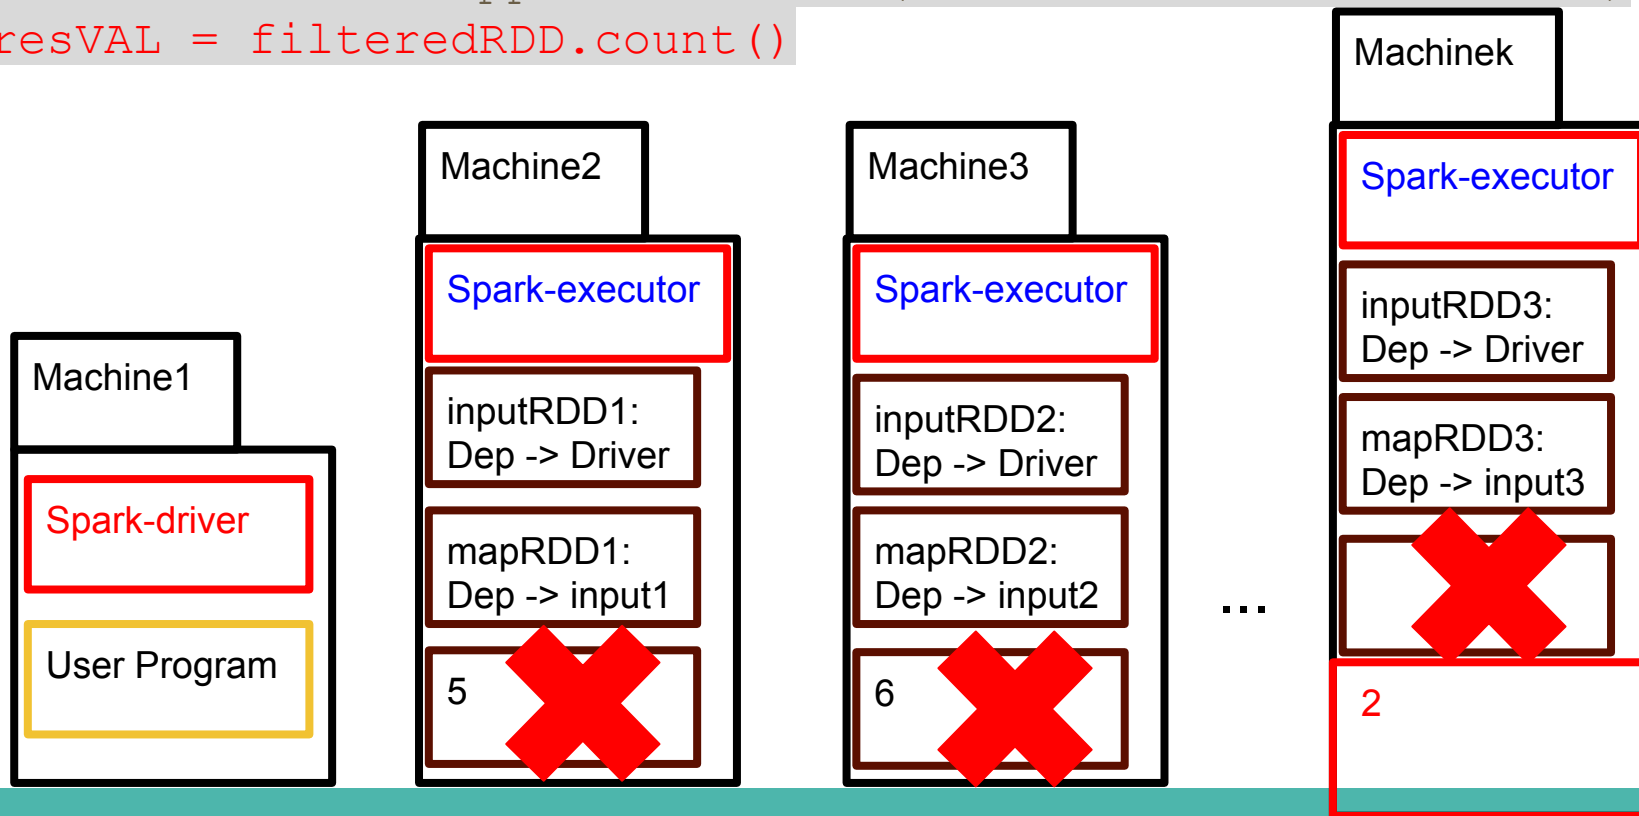 resVAL = filteredRDD.count()
Machine1
Spark-driver
User Program
Machine2
Spark-executor
inputRDD1:
Dep -> Driver
mapRDD1:
Dep -> input1
5
Machine3
Spark-executor
inputRDD2:
Dep -> Driver
mapRDD2:
Dep -> input2
6
...
Machinek
Spark-executor
inputRDD3:
Dep -> Driver
mapRDD3:
Dep -> input3
2